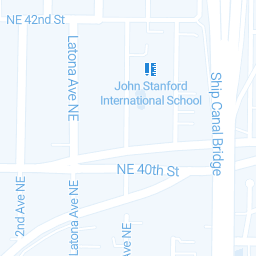 NE 42nd St
Latona Ave NE
John Stanford
International School
Ship Canal Bridge
NE 40th St
2nd Ave NE
Latona Ave NE
Ave NE